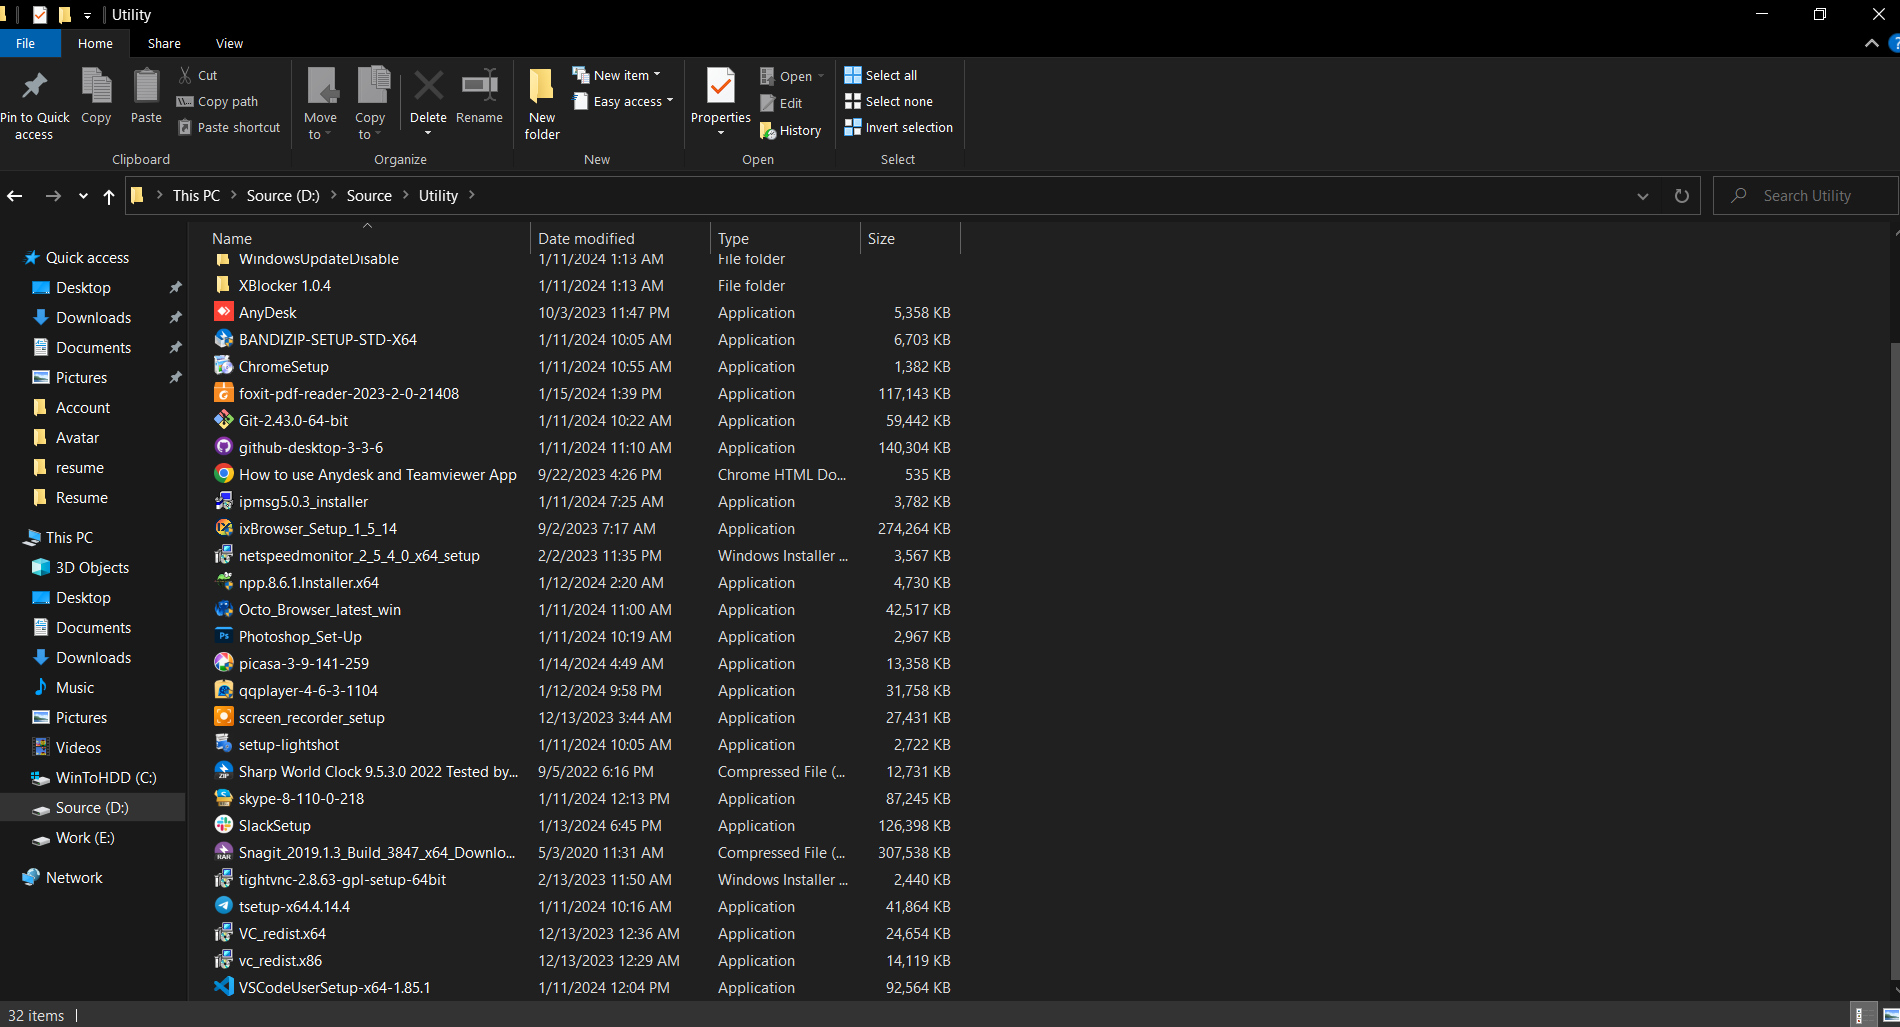 Utility
File Home Share View
Pin to Quick access
Copy
Paste
Cut
Copy path
Paste shortcut
Clipboard
Move to
Copy to
Delete
Rename
Organize
New folder
New item
Easy access
New
Properties
Open
Edit
History
Open
Select all
Select none
Invert selection
Select
This PC Source (D:) Source Utility
Search Utility
Quick access
Desktop
Downloads
Documents
Pictures
Account
Avatar
resume
Resume
This PC
3D Objects
Desktop
Documents
Downloads
Music
Pictures
Videos
WinToHDD (C:)
Source (D:)
Work (E:)
Network
Name Date modified Type Size
WindowsUpdateDisable 1/11/2024 1:13 AM File folder
XBlocker 1.0.4 1/11/2024 1:13 AM File folder
AnyDesk 10/3/2023 11:47 PM Application 5,358 KB
BANDIZIP-SETUP-STD-X64 1/11/2024 10:05 AM Application 6,703 KB
ChromeSetup 1/11/2024 10:55 AM Application 1,382 KB
foxit-pdf-reader-2023-2-0-21408 1/15/2024 1:39 PM Application 117,143 KB
Git-2.43.0-64-bit 1/11/2024 10:22 AM Application 59,442 KB
github-desktop-3-3-6 1/11/2024 11:10 AM Application 140,304 KB
How to use Anydesk and Teamviewer App 9/22/2023 4:26 PM Chrome HTML Do... 535 KB
ipmsg5.0.3_installer 1/11/2024 7:25 AM Application 3,782 KB
ixBrowser_Setup_1_5_14 9/2/2023 7:17 AM Application 274,264 KB
netspeedmonitor_2_5_4_0_x64_setup 2/2/2023 11:35 PM Windows Installer ... 3,567 KB
npp.8.6.1.Installer.x64 1/12/2024 2:20 AM Application 4,730 KB
Octo_Browser_latest_win 1/11/2024 11:00 AM Application 42,517 KB
Photoshop_Set-Up 1/11/2024 10:19 AM Application 2,967 KB
picasa-3-9-141-259 1/14/2024 4:49 AM Application 13,358 KB
qqplayer-4-6-3-1104 1/12/2024 9:58 PM Application 31,758 KB
screen_recorder_setup 12/13/2023 3:44 AM Application 27,431 KB
setup-lightshot 1/11/2024 10:05 AM Application 2,722 KB
Sharp World Clock 9.5.3.0 2022 Tested by... 9/5/2022 6:16 PM Compressed File (... 12,731 KB
skype-8-110-0-218 1/11/2024 12:13 PM Application 87,245 KB
SlackSetup 1/13/2024 6:45 PM Application 126,398 KB
Snagit_2019.1.3_Build_3847_x64_Downlo... 5/3/2020 11:31 AM Compressed File (... 307,538 KB
tightvnc-2.8.63-gpl-setup-64bit 2/13/2023 11:50 AM Windows Installer ... 2,440 KB
tsetup-x64.4.14.4 1/11/2024 10:16 AM Application 41,864 KB
VC_redist.x64 12/13/2023 12:36 AM Application 24,654 KB
vc_redist.x86 12/13/2023 12:29 AM Application 14,119 KB
VSCodeUserSetup-x64-1.85.1 1/11/2024 12:04 PM Application 92,564 KB
32 items